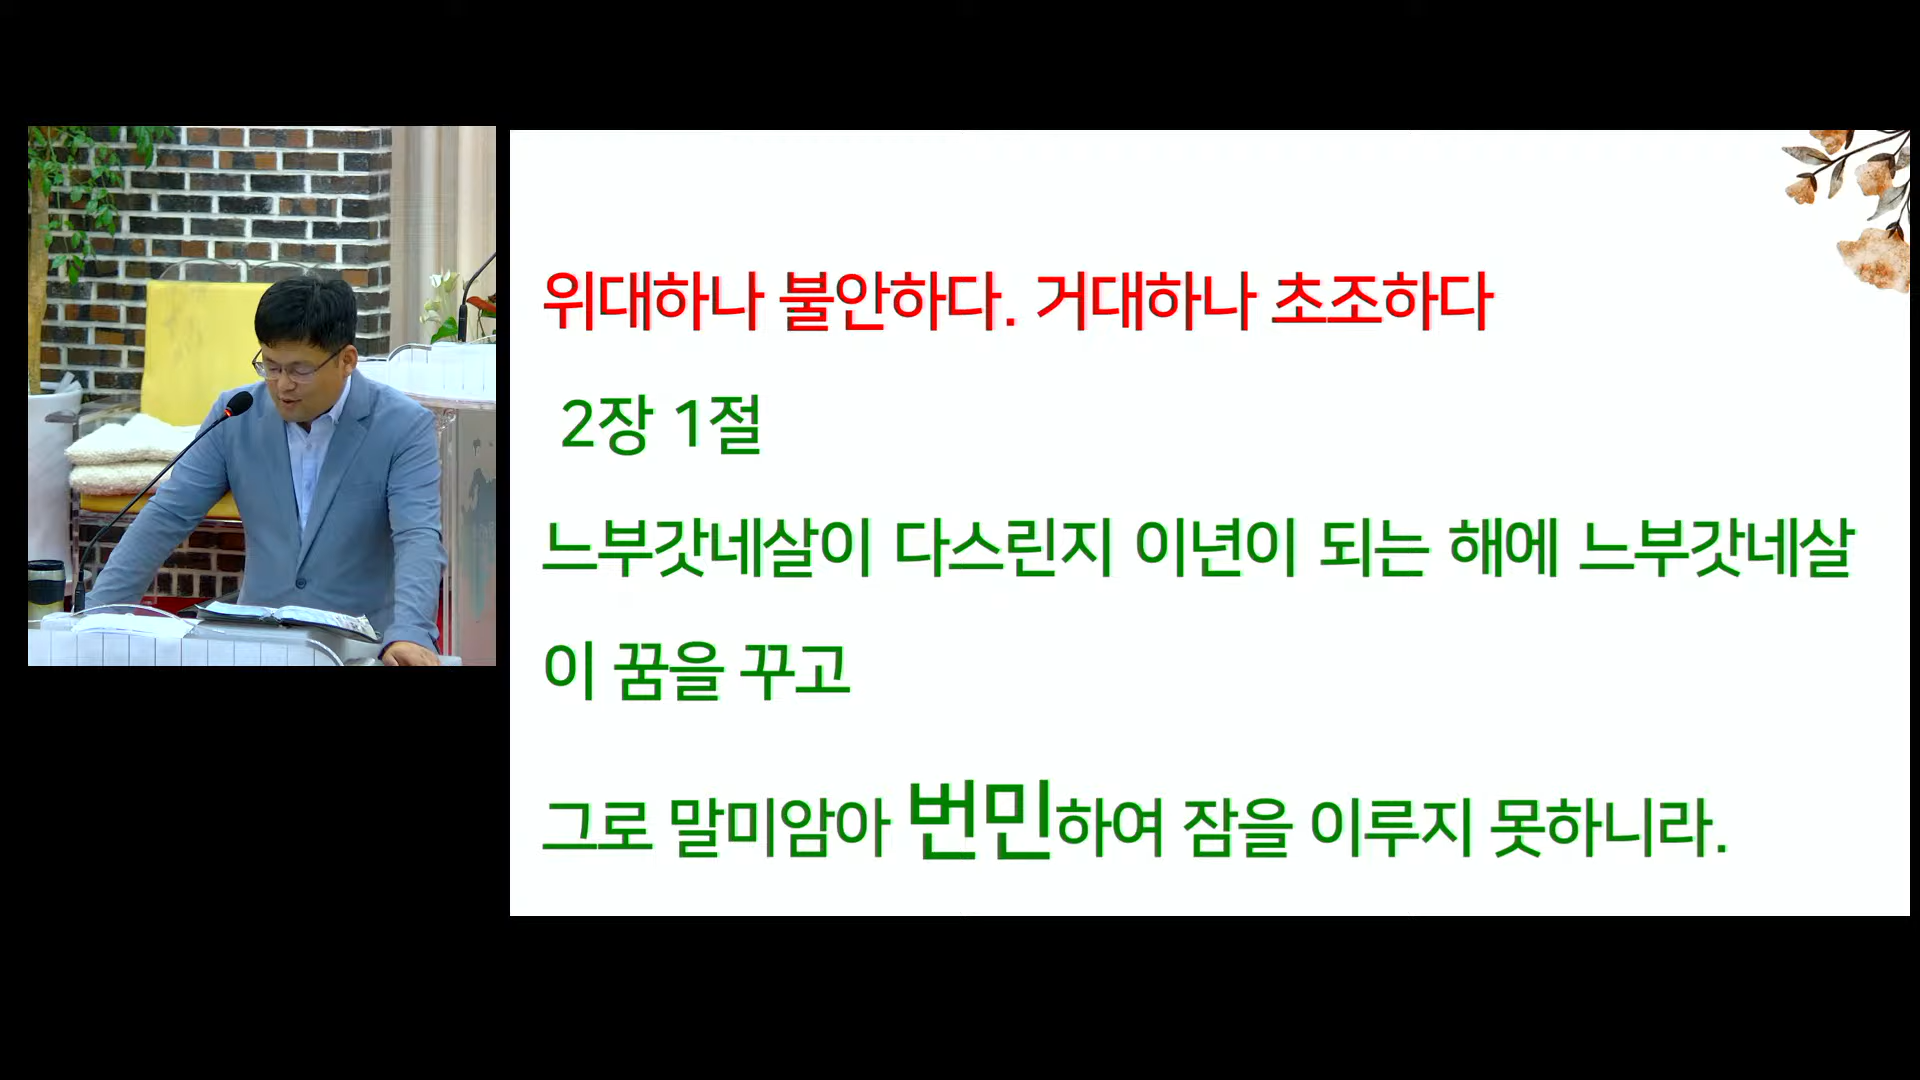 위대하나 불안하다. 거대하나 초조하다
2장 1절
느부갓네살이 다스린지 이년이 되는 해에 느부갓네살
이 꿈을 꾸고
그로 말미암아 번민하여 잠을 이루지 못하니라.